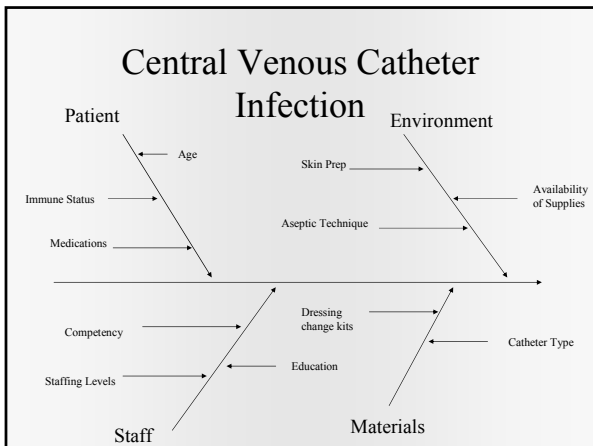 Central Venous Catheter
Infection
Patient
Environment
Age
Skin Prep
Immune Status
Availability
of Supplies
Aseptic Technique
Medications
Dressing
change kits
Competency
Catheter Type
Education
Staffing Levels
Materials
Staff